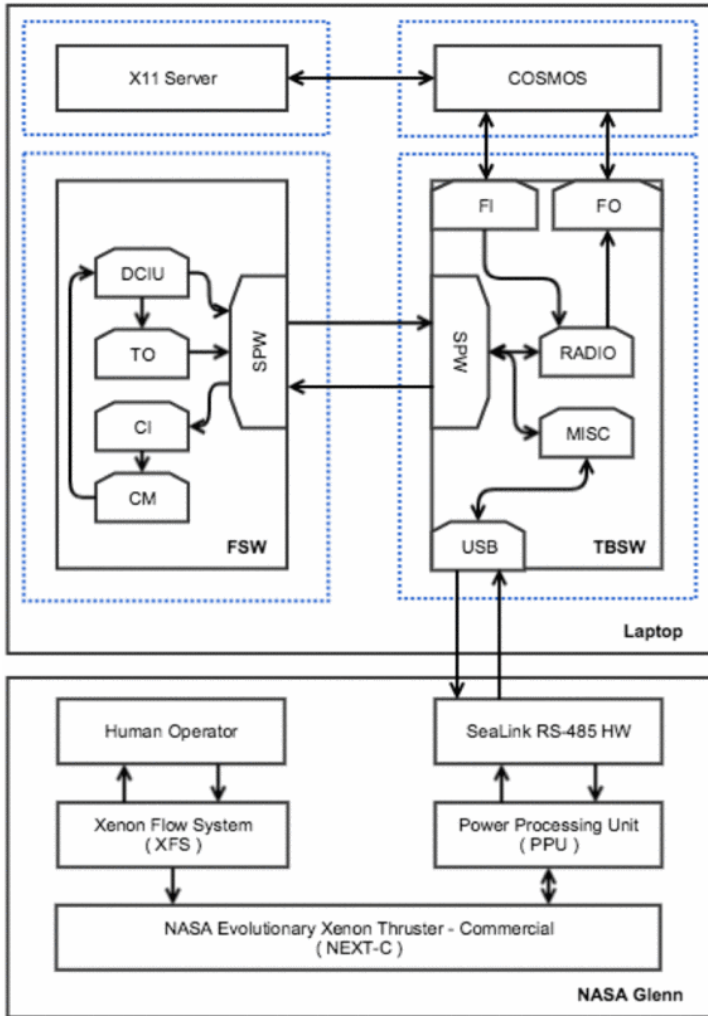 X11 Server
COSMOS
FI
FO
DCIU
TO
CI
CM
SPW
SPW
RADIO
MISC
USB
FSW
TBSW
Laptop
Human Operator
SeaLink RS-485 HW
Xenon Flow System
( XFS )
Power Processing Unit
( PPU )
NASA Evolutionary Xenon Thruster - Commercial
( NEXT-C )
NASA Glenn